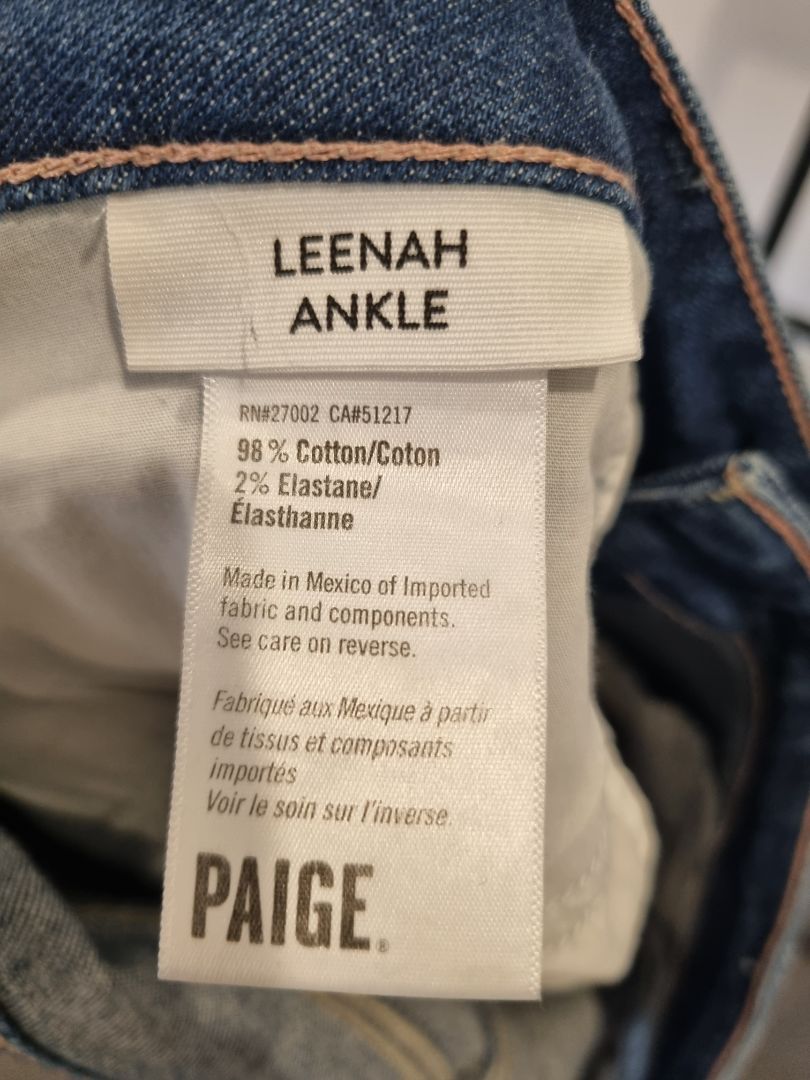 LEENAH
ANKLE
RN#27002 CA#51217
98% Cotton/Coton
2% Elastane/
Élasthanne
Made in Mexico of Imported
fabric and components.
See care on reverse.
Fabriqué aux Mexique à partir
de tissus et composants
importés
Voir le soin sur l'inverse.
PAIGE®